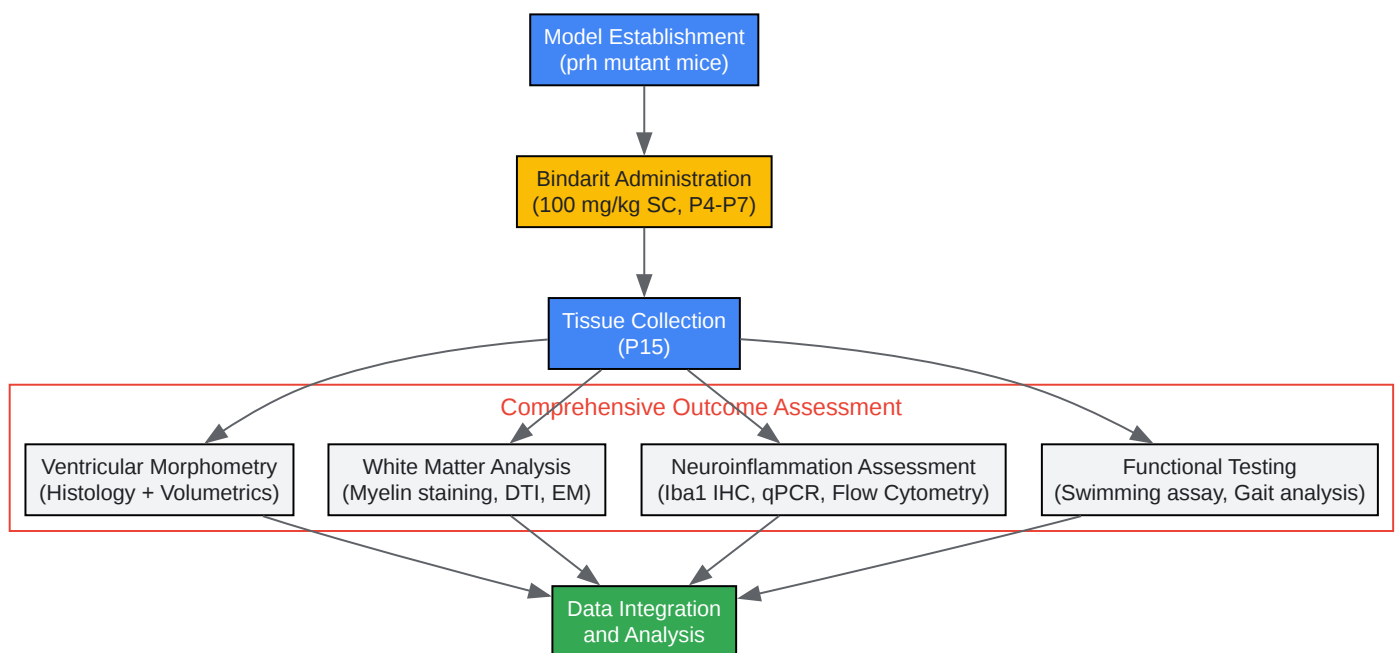 Model Establishment
(prh mutant mice)
Bindarit Administration
(100 mg/kg SC, P4-P7)
Tissue Collection
(P15)
Comprehensive Outcome Assessment
Ventricular Morphometry
(Histology + Volumetrics)
White Matter Analysis
(Myelin staining, DTI, EM)
Neuroinflammation Assessment
(Iba1 IHC, qPCR, Flow Cytometry)
Functional Testing
(Swimming assay, Gait analysis)
Data Integration
and Analysis